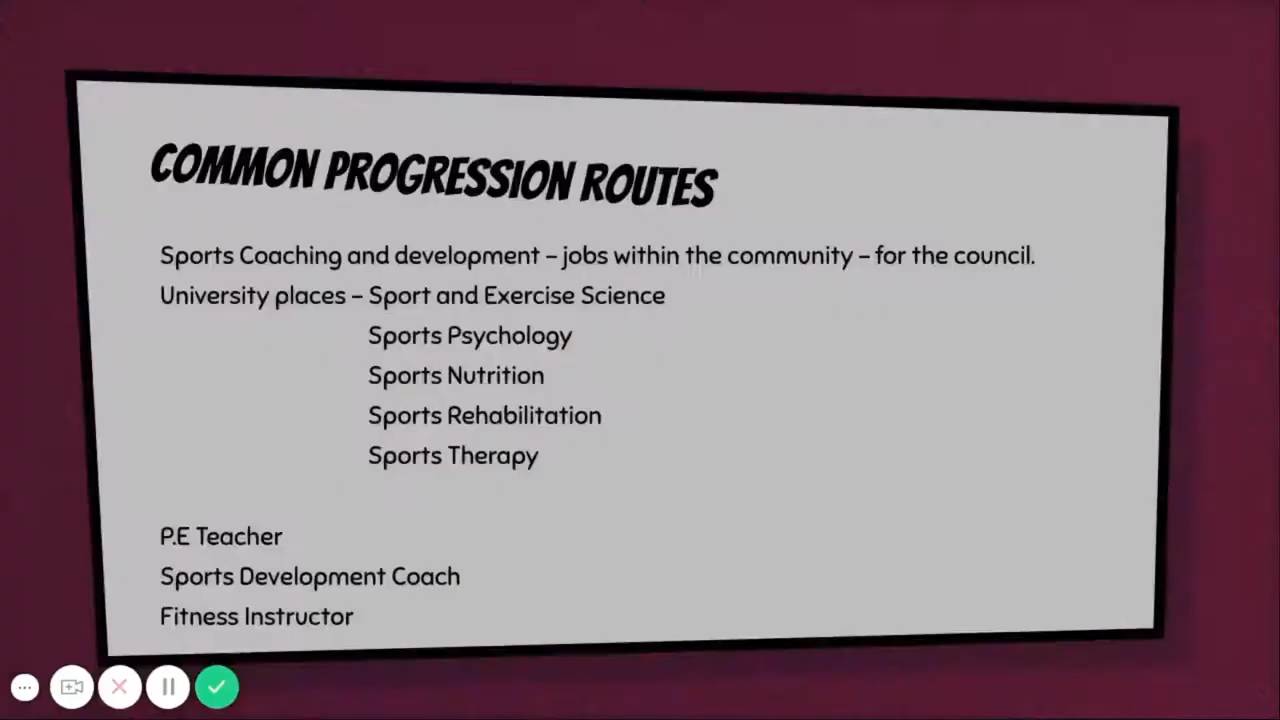 COMMON PROGRESSION ROUTES
Sports Coaching and development – jobs within the community – for the council.
University places – Sport and Exercise Science
Sports Psychology
Sports Nutrition
Sports Rehabilitation
Sports Therapy
P.E Teacher
Sports Development Coach
Fitness Instructor